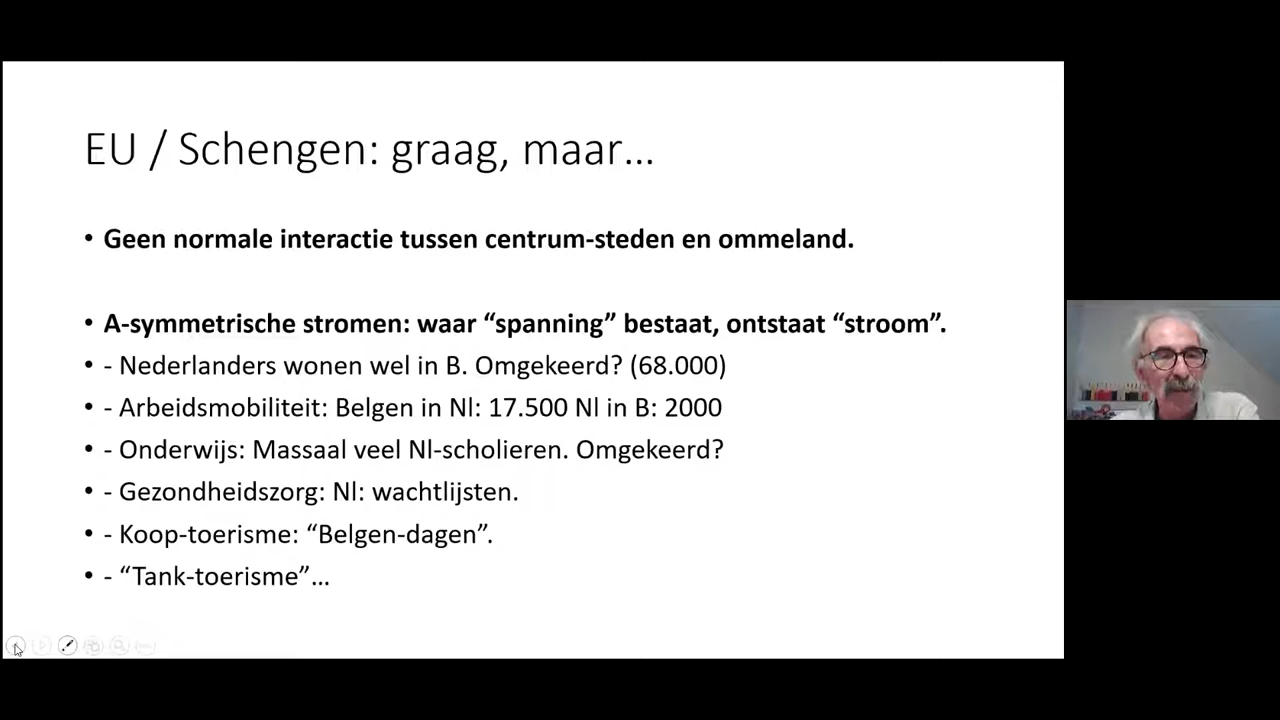 EU / Schengen: graag, maar…
• Geen normale interactie tussen centrum-steden en ommeland.
• A-symmetrische stromen: waar “spanning” bestaat, ontstaat “stroom”.
• - Nederlanders wonen wel in B. Omgekeerd? (68.000)
• - Arbeidsmobiliteit: Belgen in Nl: 17.500 Nl in B: 2000
• - Onderwijs: Massaal veel Nl-scholieren. Omgekeerd?
• - Gezondheidszorg: Nl: wachtlijsten.
• - Koop-toerisme: “Belgen-dagen”.
• - “Tank-toerisme”…